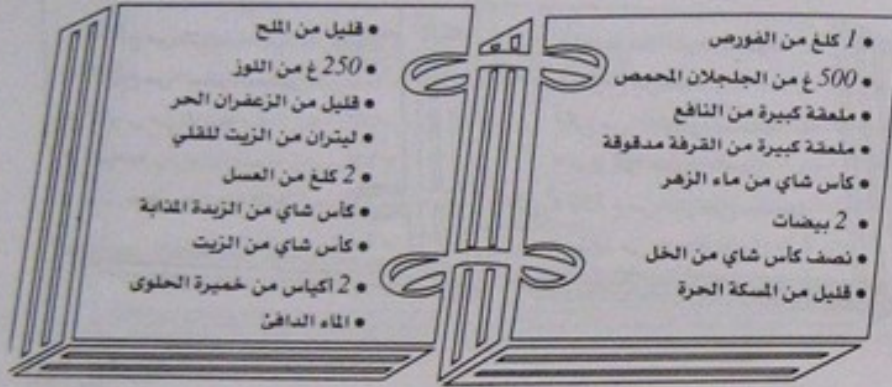 • 1 كلغ من الفورص
• 500 غ من الجلجلان المحمص
• ملعقة كبيرة من النافع
• ملعقة كبيرة من القرفة مدقوقة
• كأس شاي من ماء الزهر
• 2 بيضات
• نصف كأس شاي من الخل
• قليل من المسكة الحرة
• قليل من الملح
• 250 غ من اللوز
• قليل من الزعفران الحر
• ليتران من الزيت للقلي
• 2 كلغ من العسل
• كأس شاي من الزبدة المذابة
• كأس شاي من الزيت
• 2 اكياس من خميرة الحلوى
• الماء الدافئ